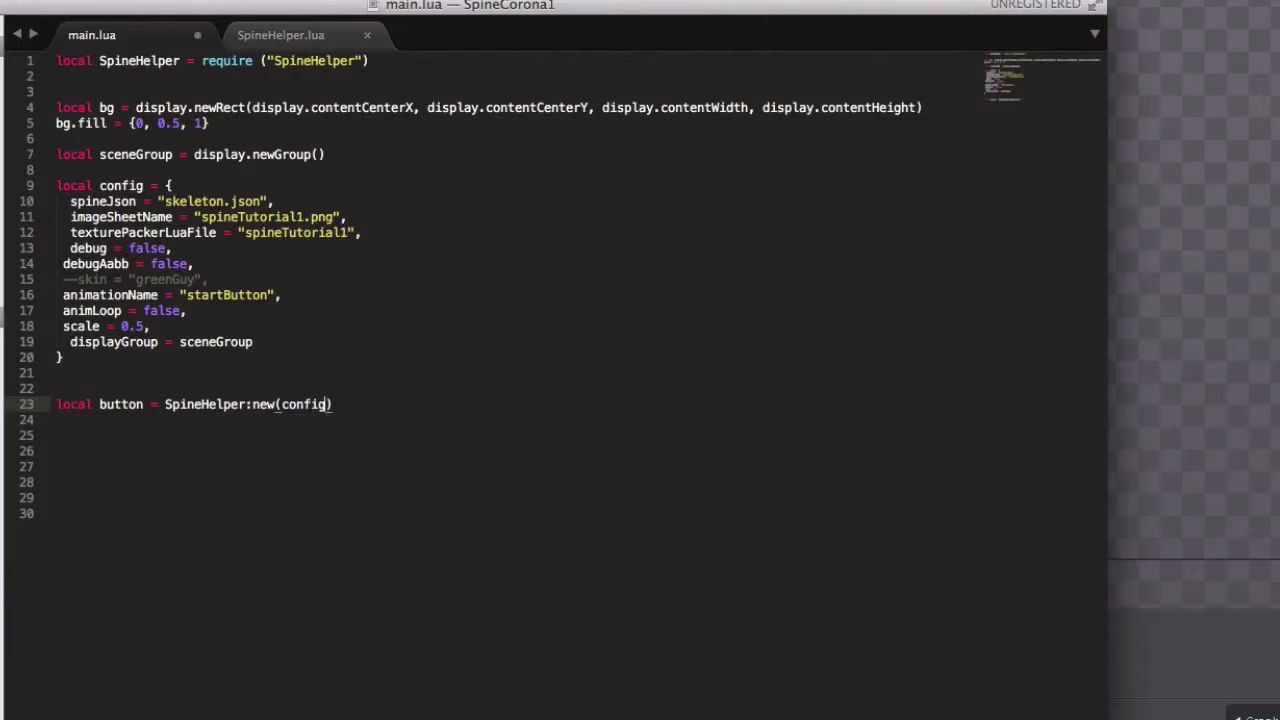 main.lua — SpineCorona1
UNREGISTERED
main.lua
SpineHelper.lua
1 local SpineHelper = require ("SpineHelper")
2
3
4 local bg = display.newRect(display.contentCenterX, display.contentCenterY, display.contentWidth, display.contentHeight)
5 bg.fill = {0, 0.5, 1}
6
7 local sceneGroup = display.newGroup()
8
9 local config = {
10 spineJson = "skeleton.json",
11 imageSheetName = "spineTutorial1.png",
12 texturePackerLuaFile = "spineTutorial1",
13 debug = false,
14 debugAabb = false,
15 --skin = "greenGuy",
16 animationName = "startButton",
17 animLoop = false,
18 scale = 0.5,
19 displayGroup = sceneGroup
20 }
21
22
23 local button = SpineHelper:new(config)
24
25
26
27
28
29
30